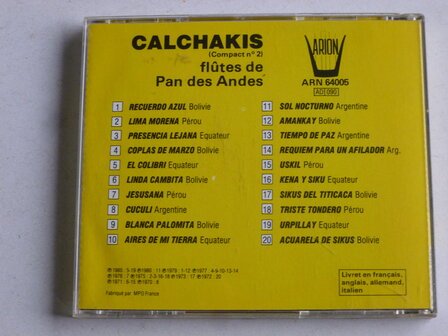 CALCHAKIS
(Compact nº 2)
flûtes de
Pan des Andes
ARION
ARN 64005
AD1-090
1 RECUERDO AZUL Bolivie
2 LIMA MORENA Pérou
3 PRESENCIA LEJANA Equateur
4 COPLAS DE MARZO Bolivie
5 EL COLIBRI Equateur
6 LINDA CAMBITA Bolivie
7 JESUSANA Pérou
8 CUCULI Argentine
9 BLANCA PALOMITA Bolivie
10 AIRES DE MI TIERRA Equateur
11 SOL NOCTURNO Argentine
12 AMANKAY Bolivie
13 TIEMPO DE PAZ Argentine
14 REQUIEM PARA UN AFILADOR Arg.
15 USKIL Pérou
16 KENA Y SIKU Equateur
17 SIKUS DEL TITICACA Bolivie
18 TRISTE TONDERO Pérou
19 URPILLAY Equateur
20 ACUARELA DE SIKUS Bolivie
Fabriqué par MPO France
Livret en français,
anglais, allemand,
italien